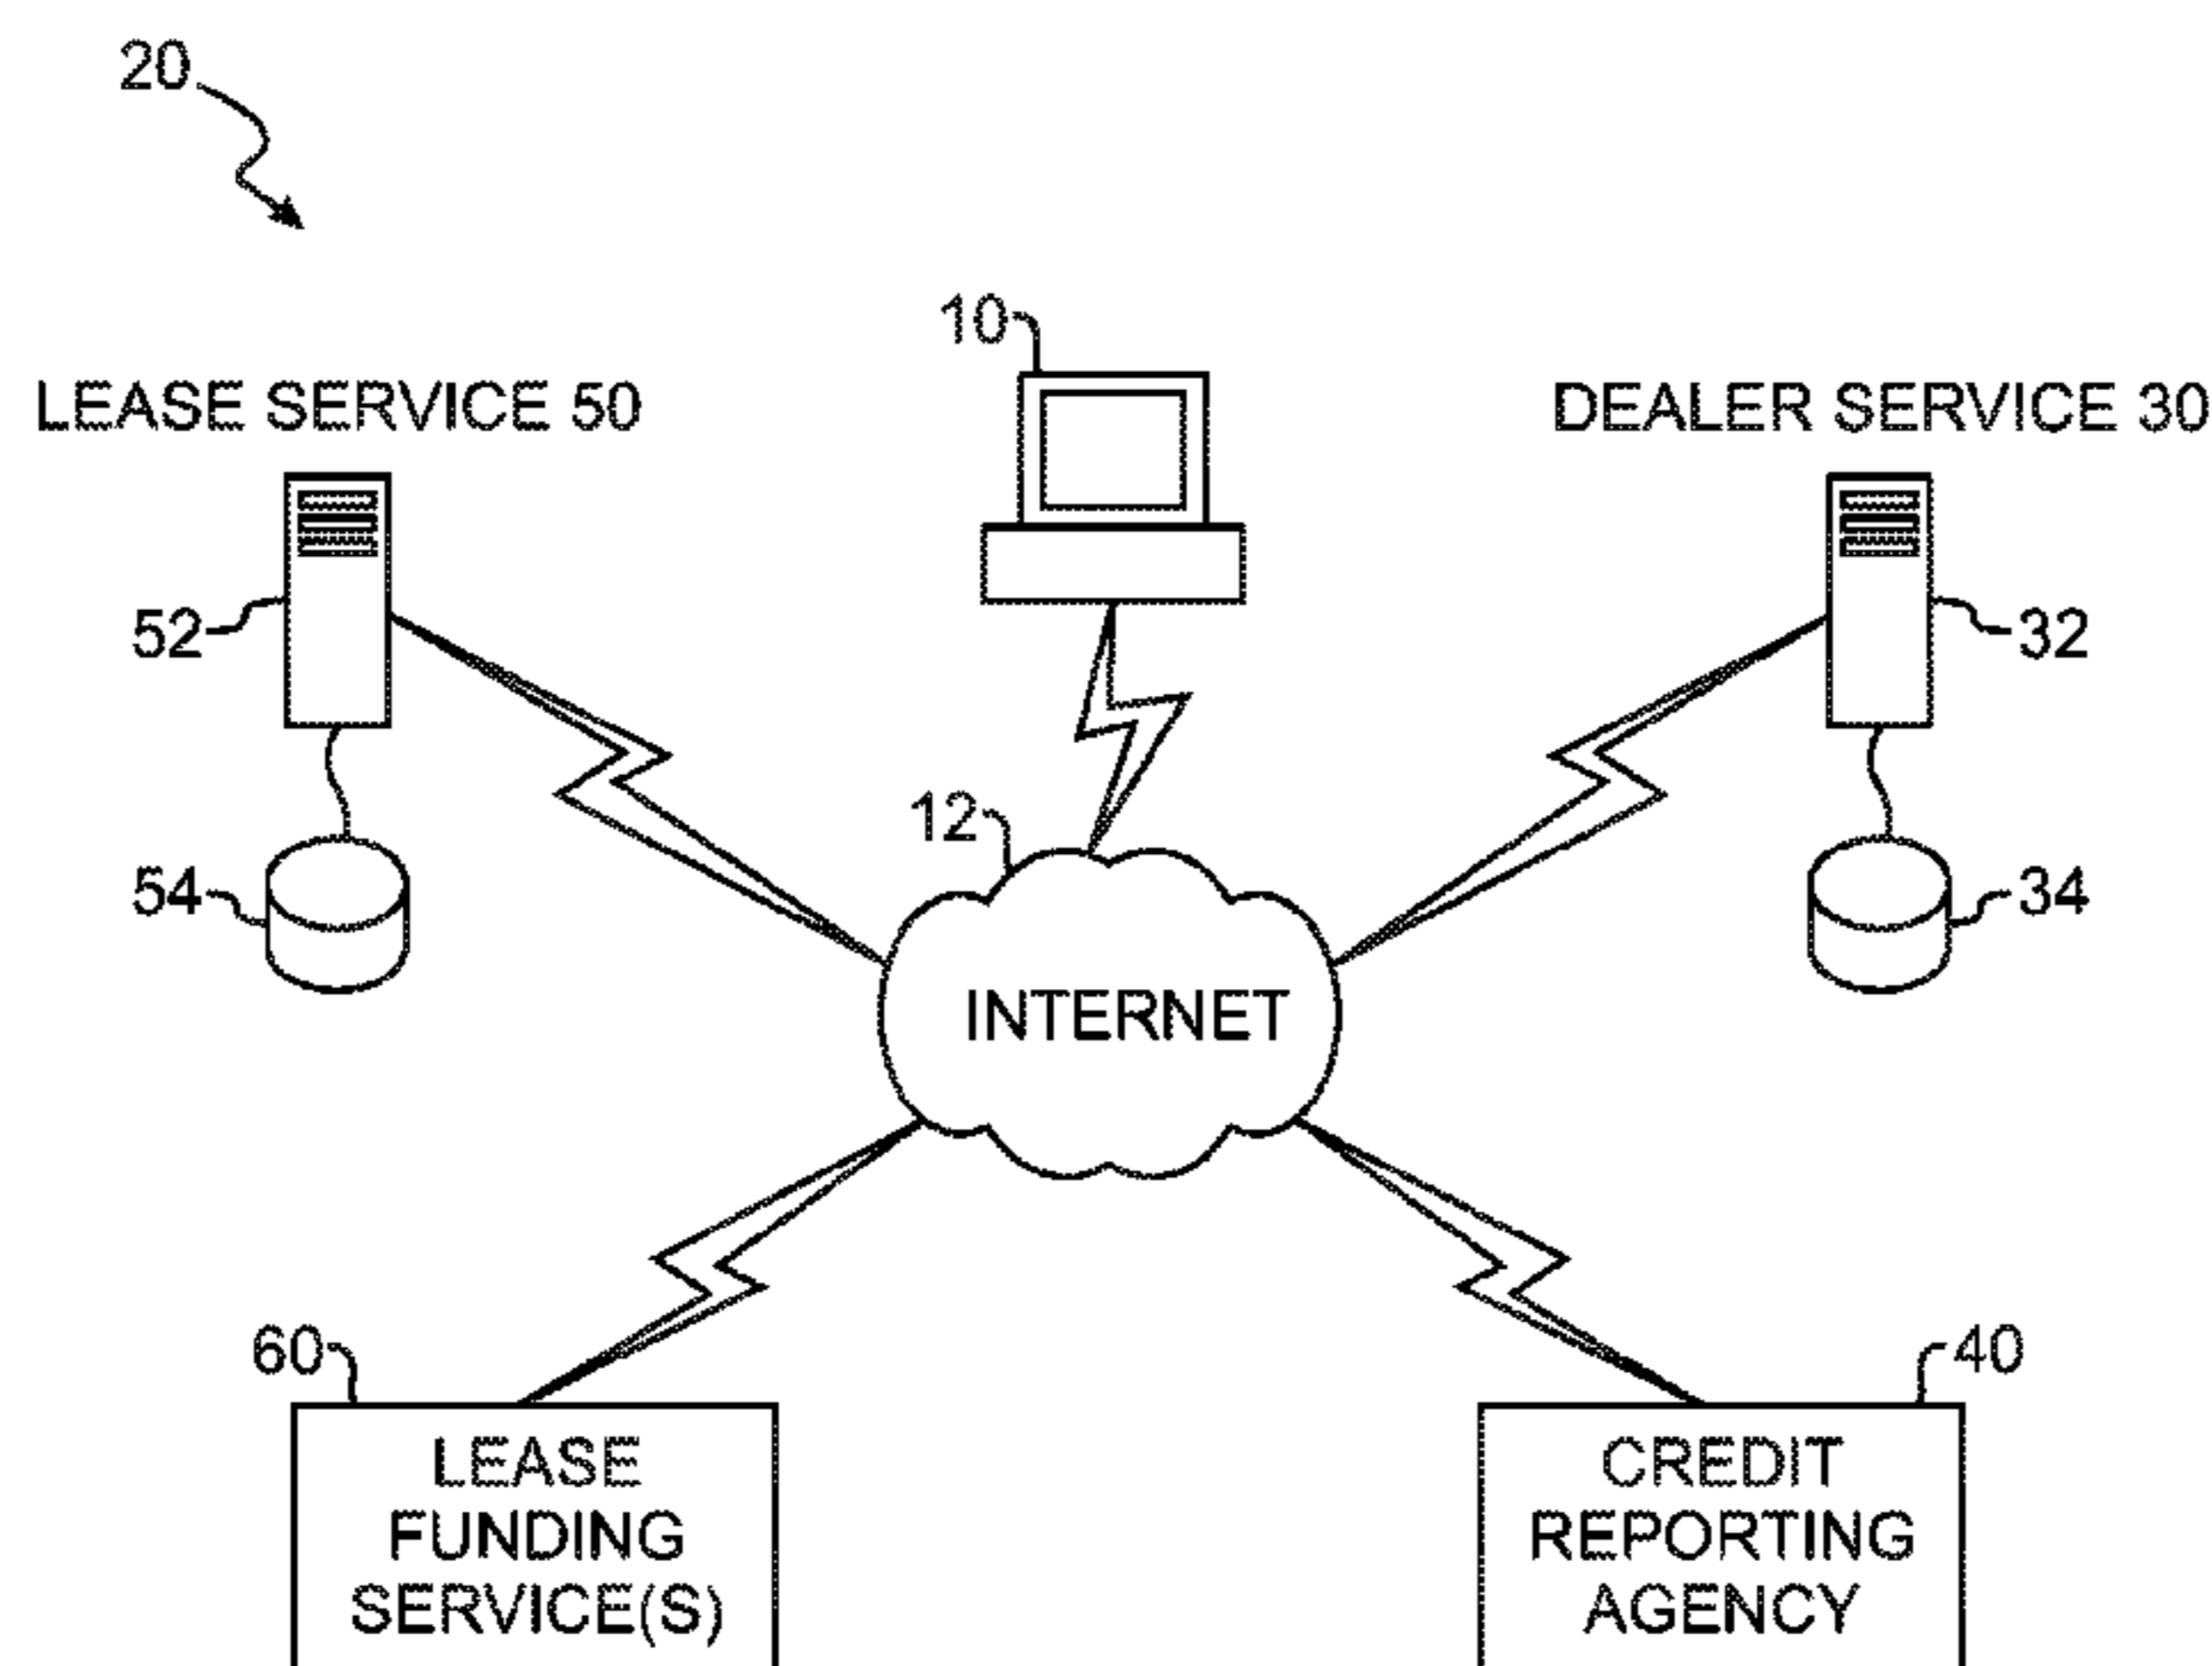 20
10
LEASE SERVICE 50
DEALER SERVICE 30
52
32
12
54
34
INTERNET
60
40
LEASE
FUNDING
SERVICE(S)
CREDIT
REPORTING
AGENCY